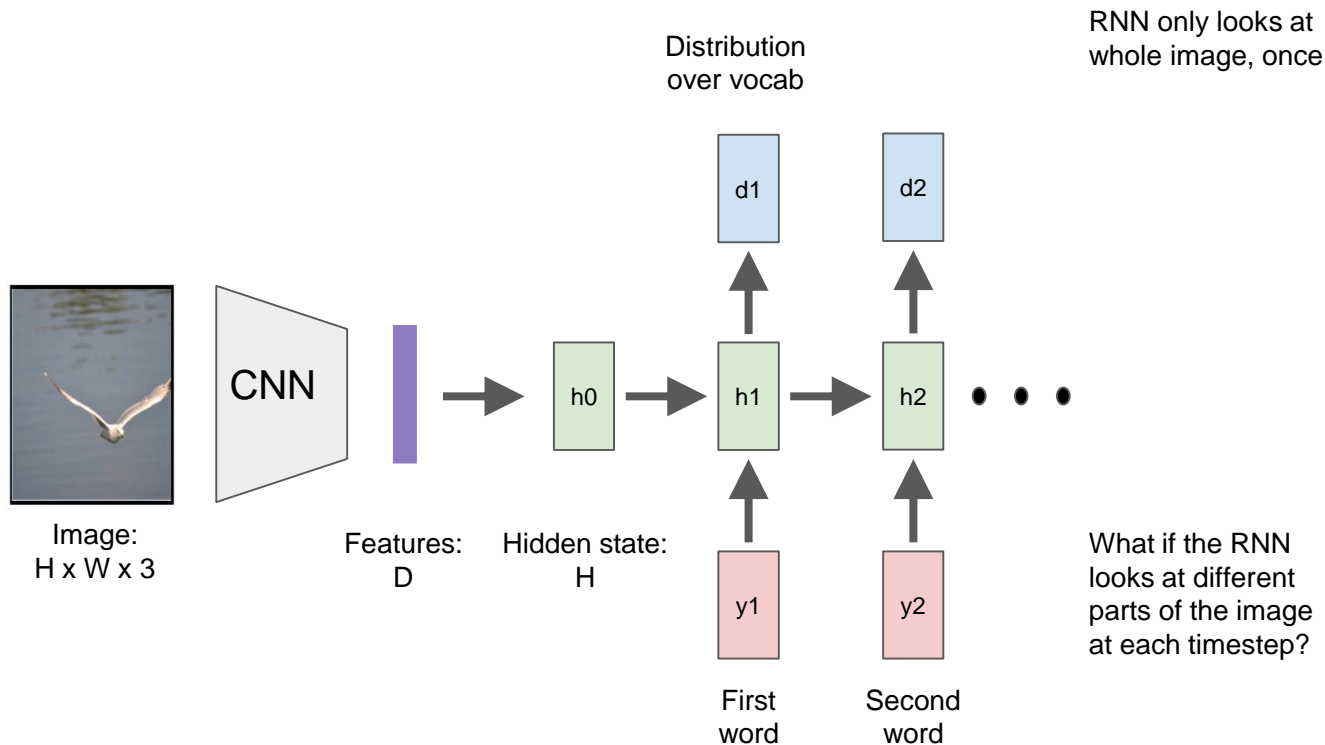 RNN only looks at
whole image, once
Distribution
over vocab
d1
d2
CNN
h0
h1
h2
Image:
H x W x 3
Features:
D
Hidden state:
H
y1
y2
What if the RNN
looks at different
parts of the image
at each timestep?
First
word
Second
word